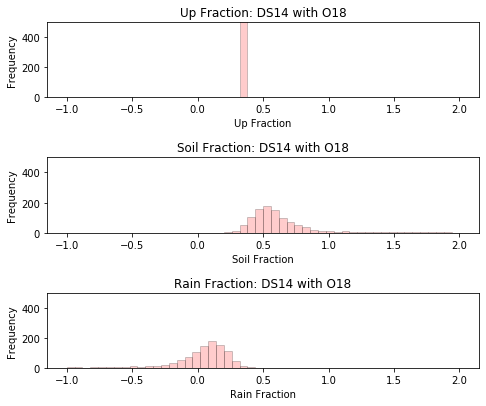 Up Fraction: DS14 with O18
400
200
0
Frequency
−1.0 −0.5 0.0 0.5 1.0 1.5 2.0
Up Fraction
Soil Fraction: DS14 with O18
400
200
0
Frequency
−1.0 −0.5 0.0 0.5 1.0 1.5 2.0
Soil Fraction
Rain Fraction: DS14 with O18
400
200
0
Frequency
−1.0 −0.5 0.0 0.5 1.0 1.5 2.0
Rain Fraction